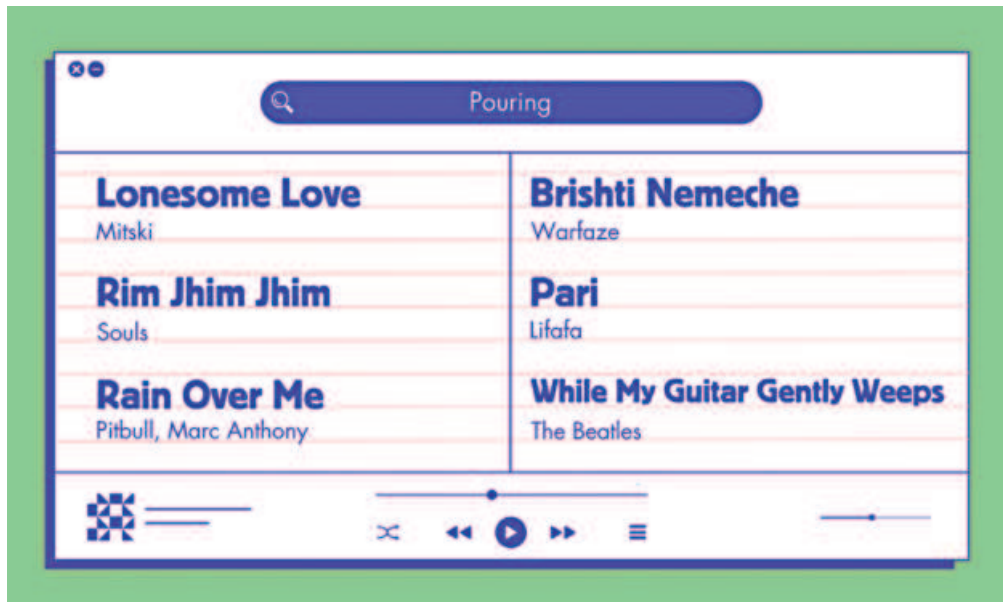 Pouring
Lonesome Love
Mitski
Rim Jhim Jhim
Souls
Rain Over Me
Pitbull, Marc Anthony
Brishti Nemeche
Warfaze
Pari
Lifafa
While My Guitar Gently Weeps
The Beatles